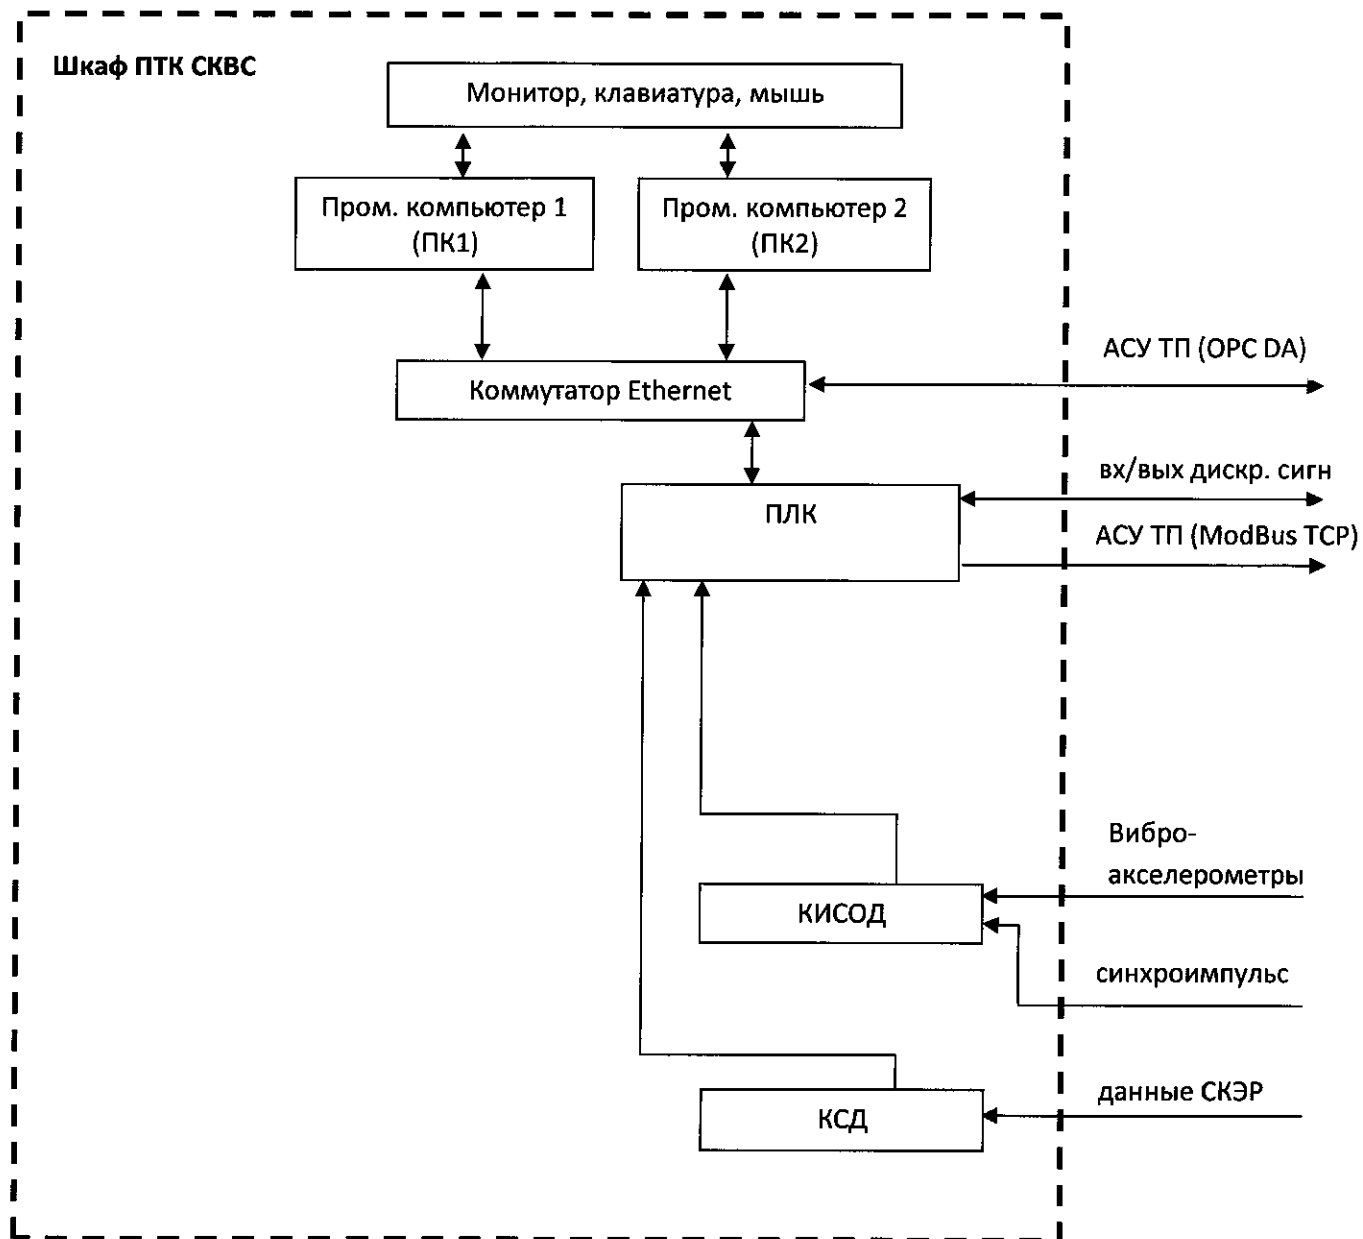 Шкаф ПТК СКВС
Монитор, клавиатура, мышь
Пром. компьютер 1
(ПК1)
Пром. компьютер 2
(ПК2)
АСУ ТП (OPC DA)
Коммутатор Ethernet
вх/вых дискр. сигн
ПЛК
АСУ ТП (ModBus TCP)
Вибро-
акселерометры
КИСОД
синхроимпульс
данные СКЭР
КСД